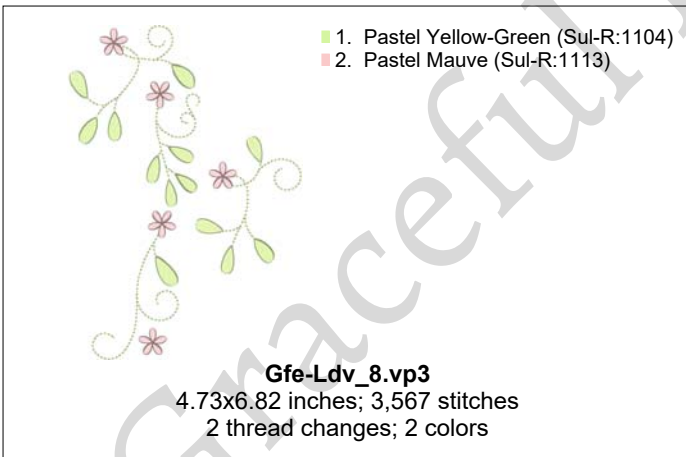 1. Pastel Yellow-Green (Sul-R:1104)
2. Pastel Mauve (Sul-R:1113)
Graceful
Gfe-Ldv_8.vp3
4.73x6.82 inches; 3,567 stitches
2 thread changes; 2 colors